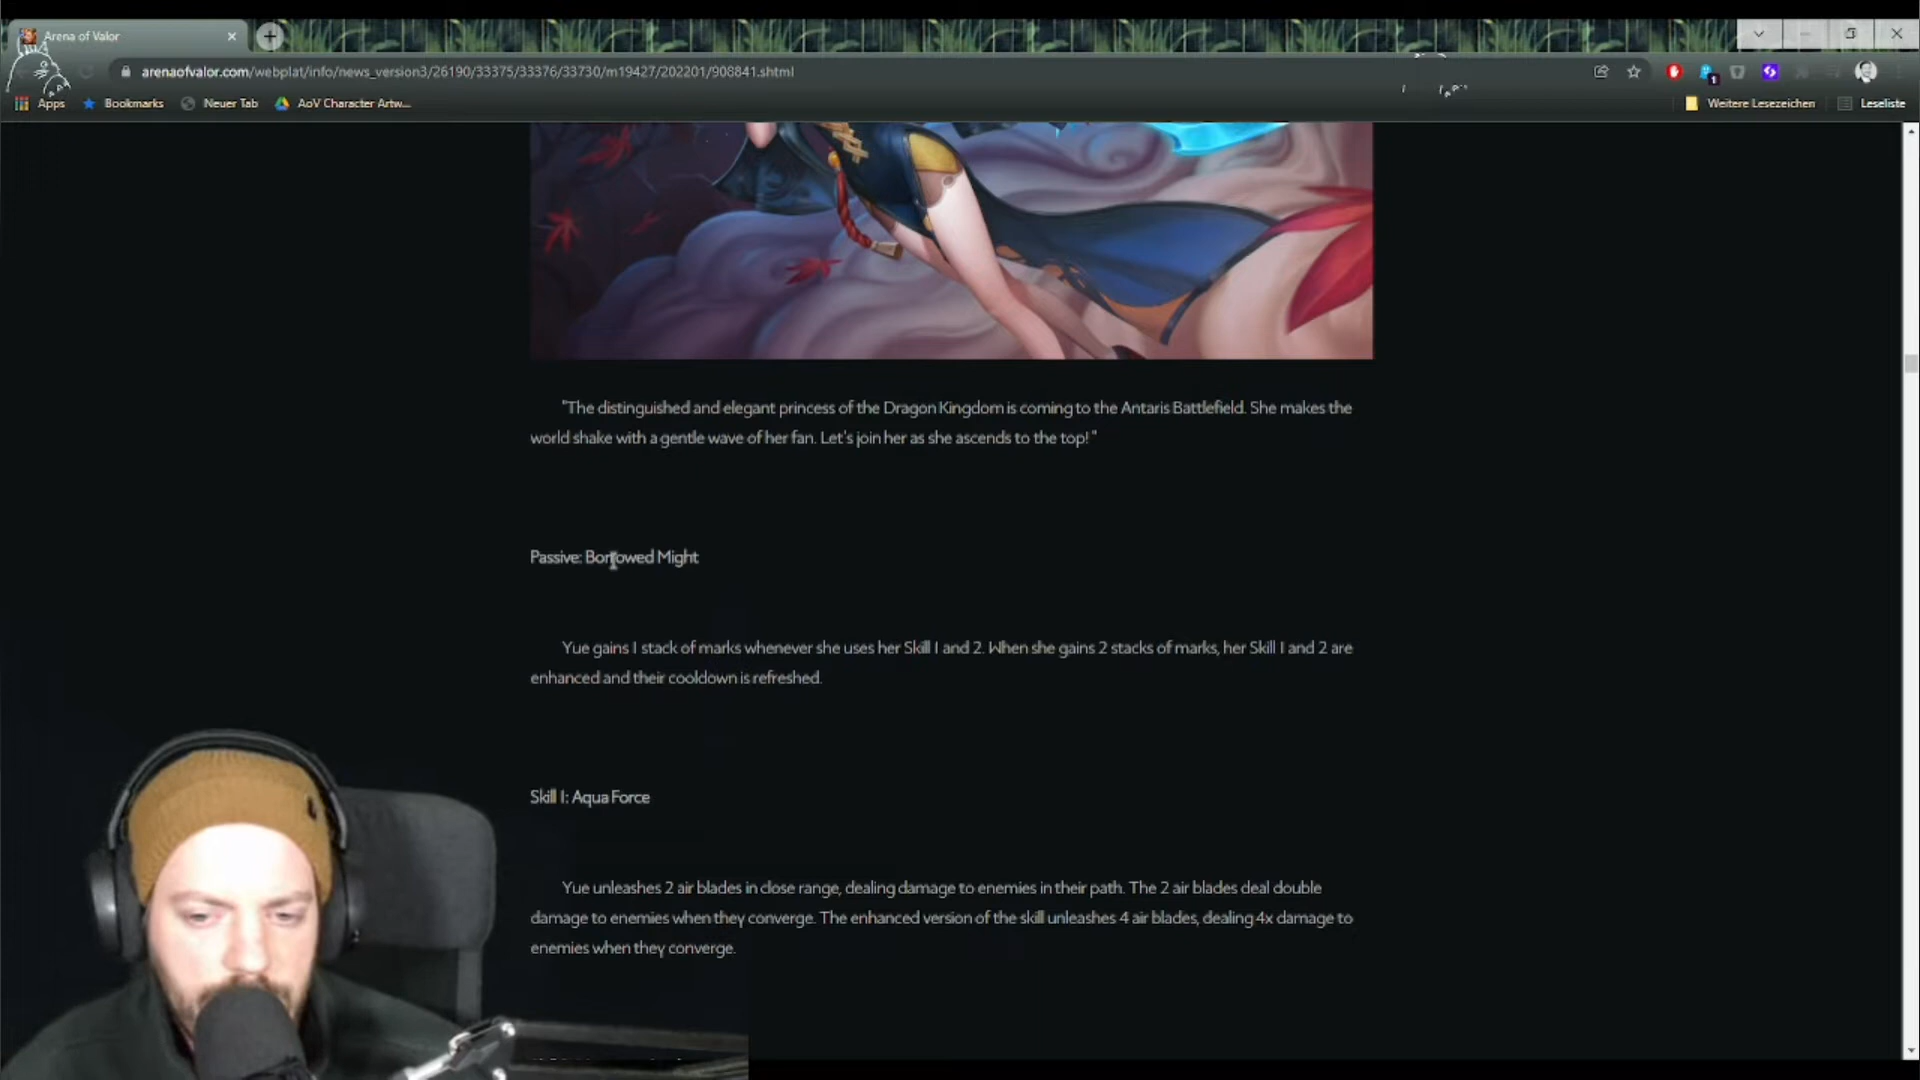 Arena of Valor
arenaofvalor.com/webplat/info/news_version3/26190/33375/33376/33730/m19427/202201/908841.shtml
1
Apps Bookmarks Neuer Tab AoV Character Artw... Weitere Lesezeichen Leseliste
"The distinguished and elegant princess of the Dragon Kingdom is coming to the Antaris Battlefield. She makes the
world shake with a gentle wave of her fan. Let's join her as she ascends to the top!"
Passive: Borrowed Might
Yue gains 1 stack of marks whenever she uses her Skill 1 and 2. When she gains 2 stacks of marks, her Skill 1 and 2 are
enhanced and their cooldown is refreshed.
Skill 1: Aqua Force
Yue unleashes 2 air blades in close range, dealing damage to enemies in their path. The 2 air blades deal double
damage to enemies when they converge. The enhanced version of the skill unleashes 4 air blades, dealing 4x damage to
enemies when they converge.